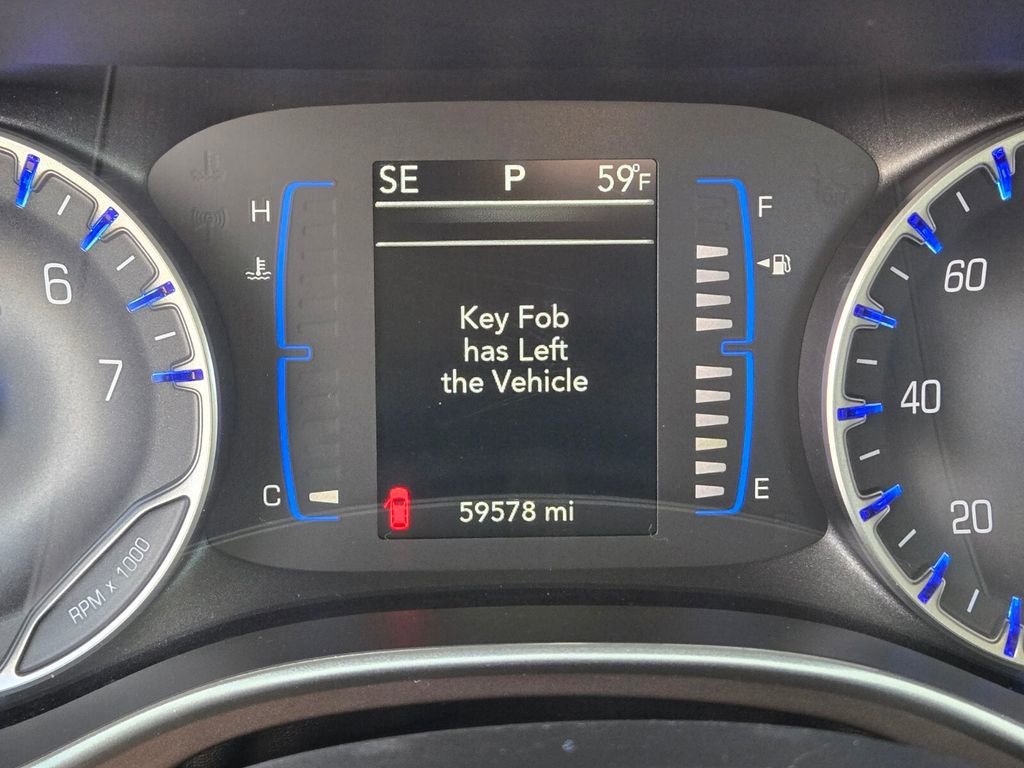 SE P 59°F
H F
6 60
Key Fob
has Left
the Vehicle
7 40
C E
59578 mi
20
RPM x 1000